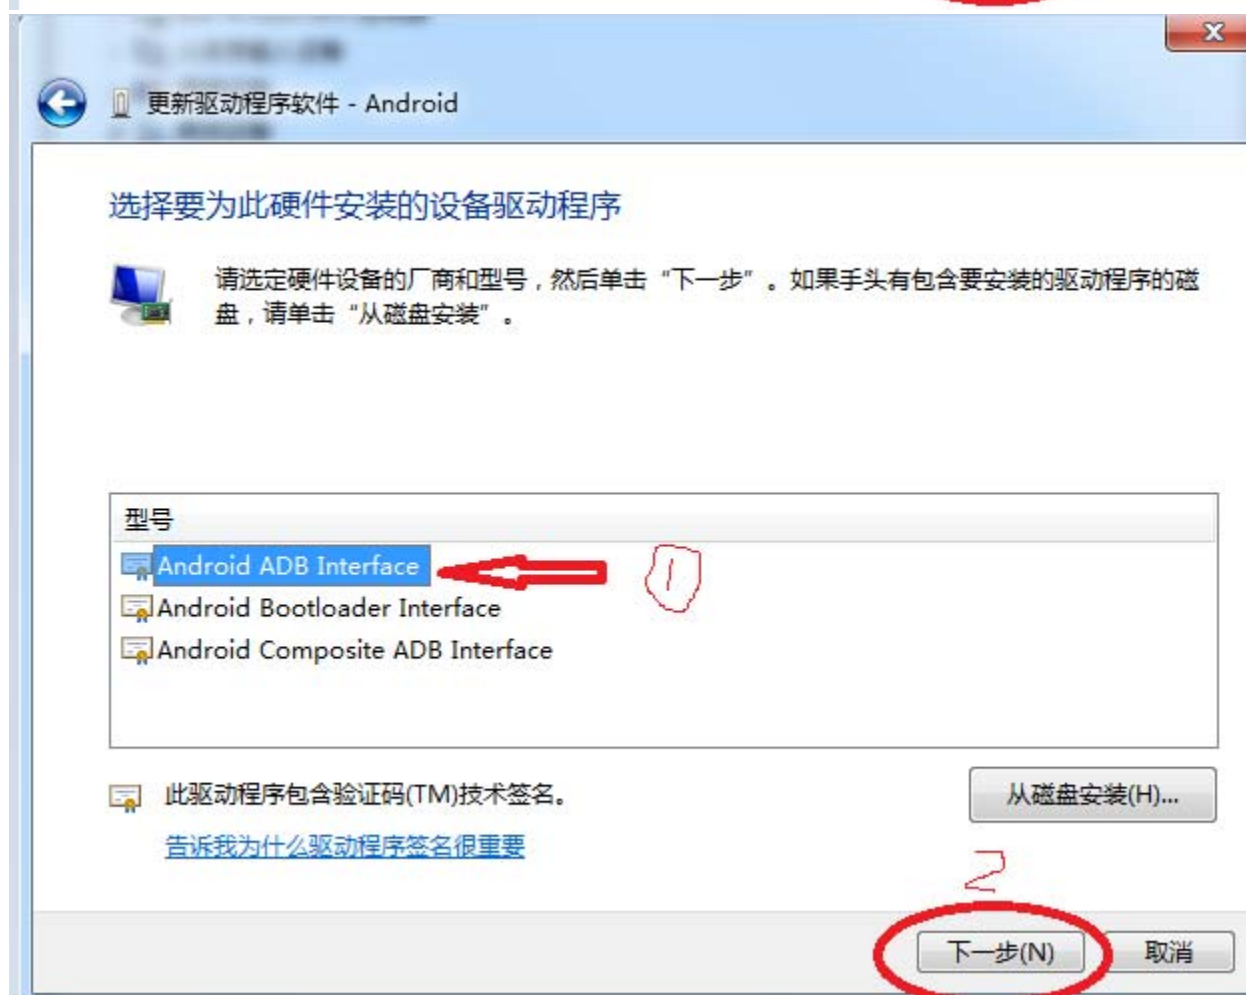 更新驱动程序软件 - Android
选择要为此硬件安装的设备驱动程序
请选定硬件设备的厂商和型号，然后单击“下一步”。如果手头有包含要安装的驱动程序的磁
盘，请单击“从磁盘安装”。
型号
Android ADB Interface
1
Android Bootloader Interface
Android Composite ADB Interface
此驱动程序包含验证码(TM)技术签名。
从磁盘安装(H)...
告诉我为什么驱动程序签名很重要
2
下一步(N)
取消